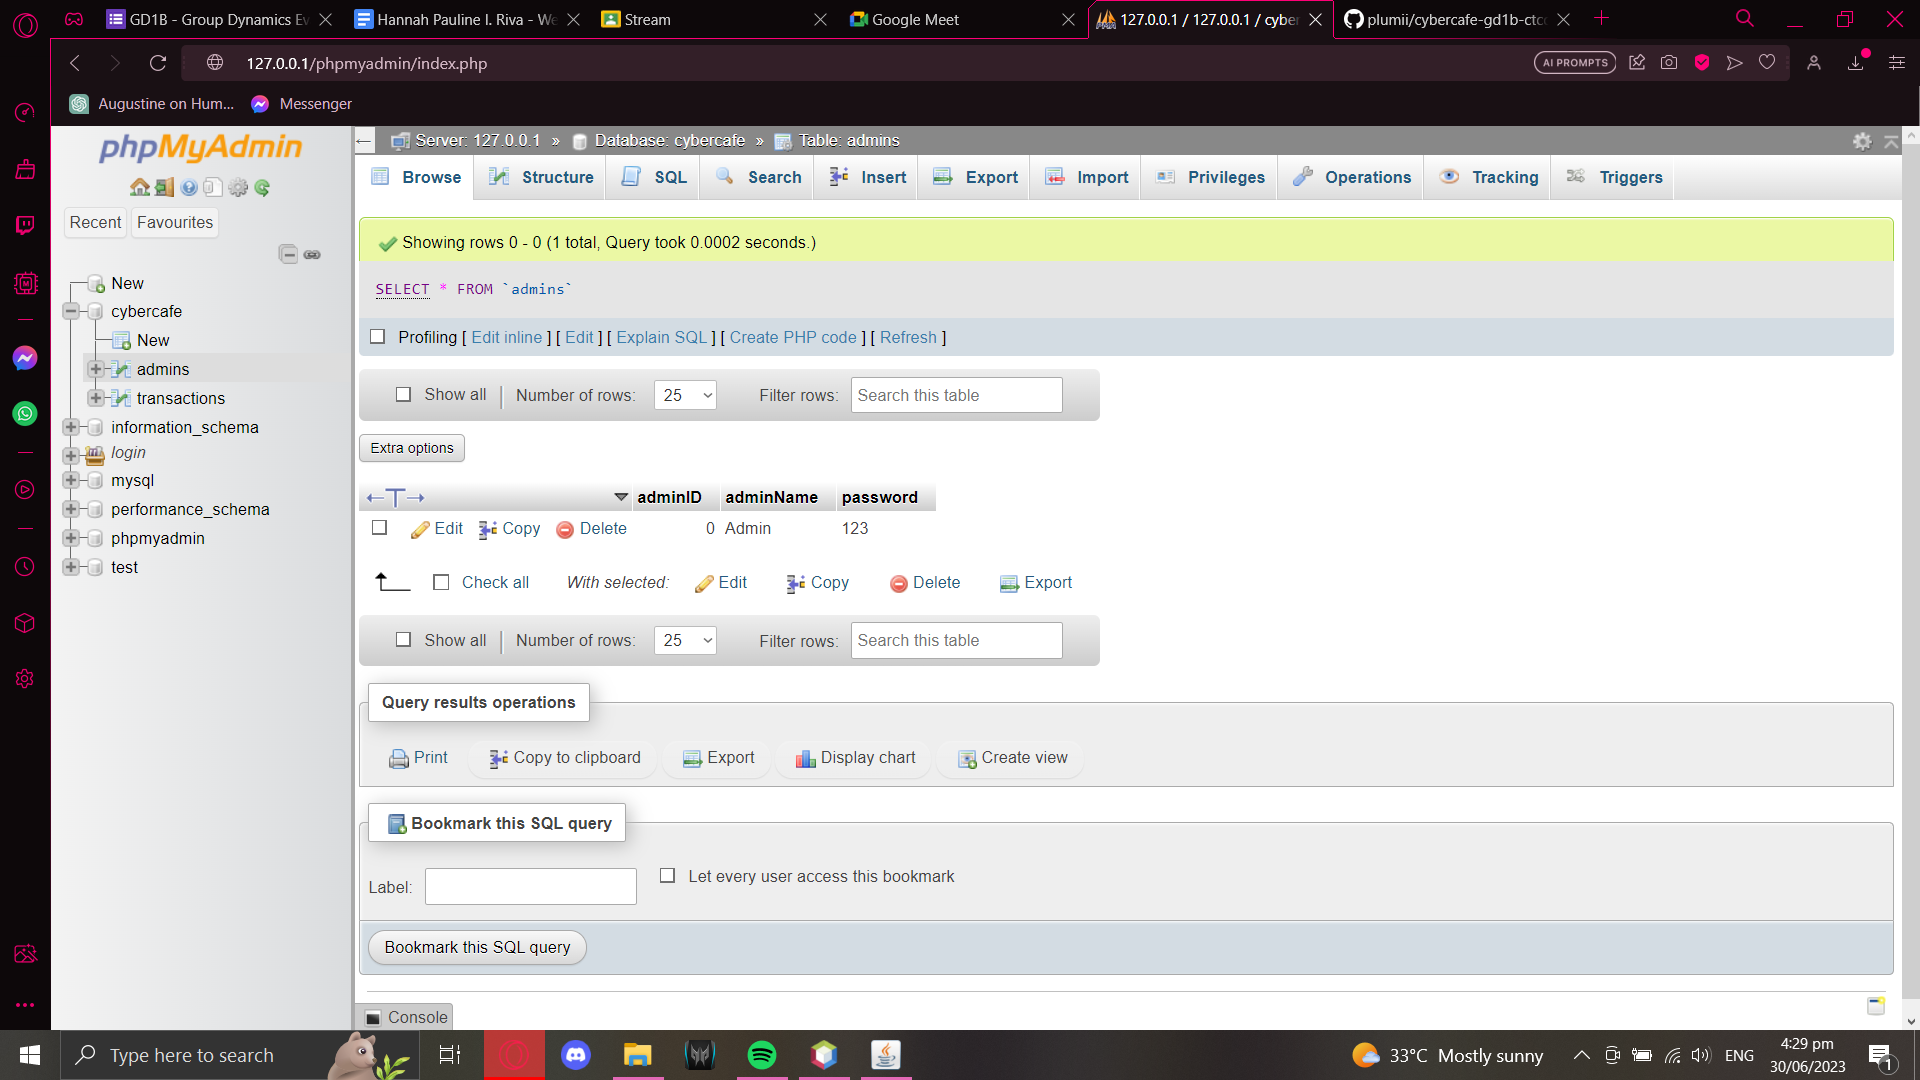 GD1B - Group Dynamics Ev
Hannah Pauline I. Riva - We
Stream
Google Meet
127.0.0.1 / 127.0.0.1 / cyber
plumii/cybercafe-gd1b-ctc
127.0.0.1/phpmyadmin/index.php
AI PROMPTS
Augustine on Hum...
Messenger
phpMyAdmin
Recent
Favourites
New
cybercafe
New
admins
transactions
information_schema
login
mysql
performance_schema
phpmyadmin
test
Server: 127.0.0.1 » Database: cybercafe » Table: admins
Browse
Structure
SQL
Search
Insert
Export
Import
Privileges
Operations
Tracking
Triggers
Showing rows 0 - 0 (1 total, Query took 0.0002 seconds.)
SELECT * FROM `admins`
Profiling [ Edit inline ] [ Edit ] [ Explain SQL ] [ Create PHP code ] [ Refresh ]
Show all
Number of rows:
25
Filter rows:
Search this table
Extra options
adminID adminName password
Edit Copy Delete 0 Admin 123
Check all With selected: Edit Copy Delete Export
Show all
Number of rows:
25
Filter rows:
Search this table
Query results operations
Print
Copy to clipboard
Export
Display chart
Create view
Bookmark this SQL query
Label:
Let every user access this bookmark
Bookmark this SQL query
Console
Type here to search
33°C Mostly sunny
ENG
4:29 pm
30/06/2023
1